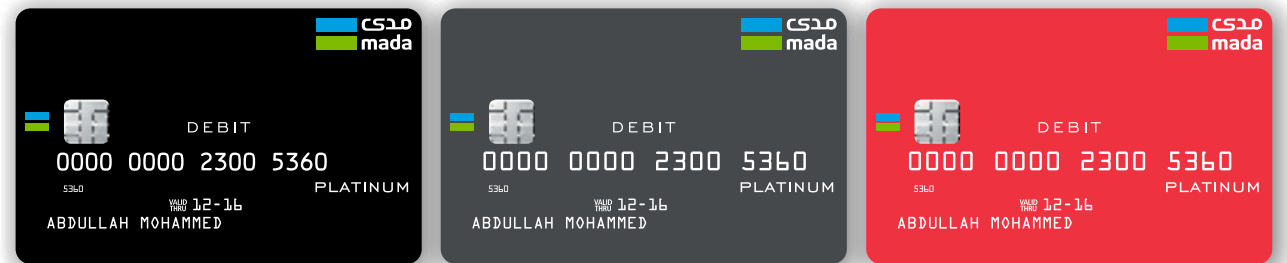 مدى
mada
DEBIT
0000 0000 2300 5360
5360
PLATINUM
VALID THRU 12-16
ABDULLAH MOHAMMED
مدى
mada
DEBIT
0000 0000 2300 5360
5360
PLATINUM
VALID THRU 12-16
ABDULLAH MOHAMMED
مدى
mada
DEBIT
0000 0000 2300 5360
5360
PLATINUM
VALID THRU 12-16
ABDULLAH MOHAMMED